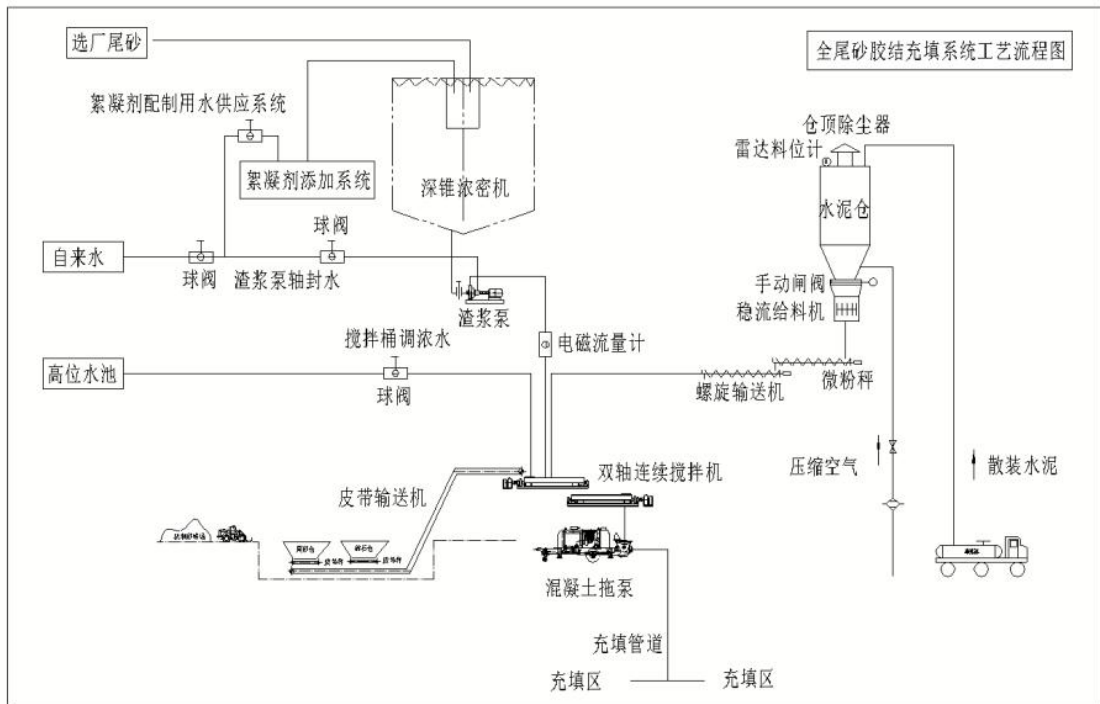 选厂尾砂
全尾砂胶结充填系统工艺流程图
絮凝剂配制用水供应系统
仓顶除尘器
雷达料位计
絮凝剂添加系统
深锥浓密机
水泥仓
球阀
自来水
球阀
渣浆泵轴封水
手动闸阀
稳流给料机
渣浆泵
搅拌桶调浓水
电磁流量计
高位水池
球阀
螺旋输送机
微粉秤
双轴连续搅拌机
压缩空气
散装水泥
皮带输送机
混凝土拖泵
充填管道
充填区
充填区